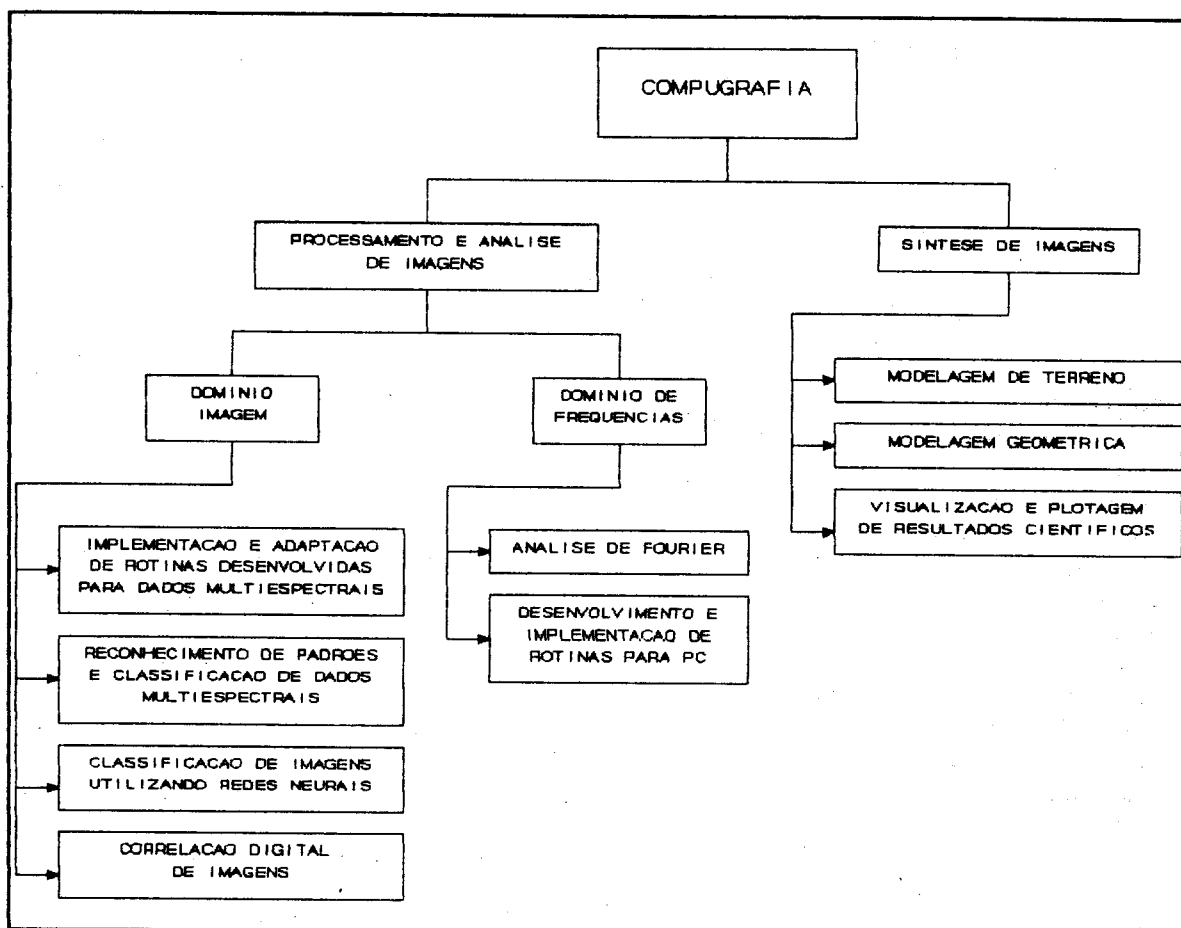 COMPUGRAFIA
PROCESSAMENTO E ANALISE
DE IMAGENS
SINTESE DE IMAGENS
DOMINIO
IMAGEM
DOMINIO DE
FREQUENCIAS
MODELAGEM DE TERRENO
MODELAGEM GEOMETRICA
VISUALIZACAO E PLOTAGEM
DE RESULTADOS CIENTIFICOS
IMPLEMENTACAO E ADAPTACAO
DE ROTINAS DESENVOLVIDAS
PARA DADOS MULTIESPECTRAIS
RECONHECIMENTO DE PADROES
E CLASSIFICACAO DE DADOS
MULTIESPECTRAIS
CLASSIFICACAO DE IMAGENS
UTILIZANDO REDES NEURAIS
CORRELACAO DIGITAL
DE IMAGENS
ANALISE DE FOURIER
DESENVOLVIMENTO E
IMPLEMENTACAO DE
ROTINAS PARA PC